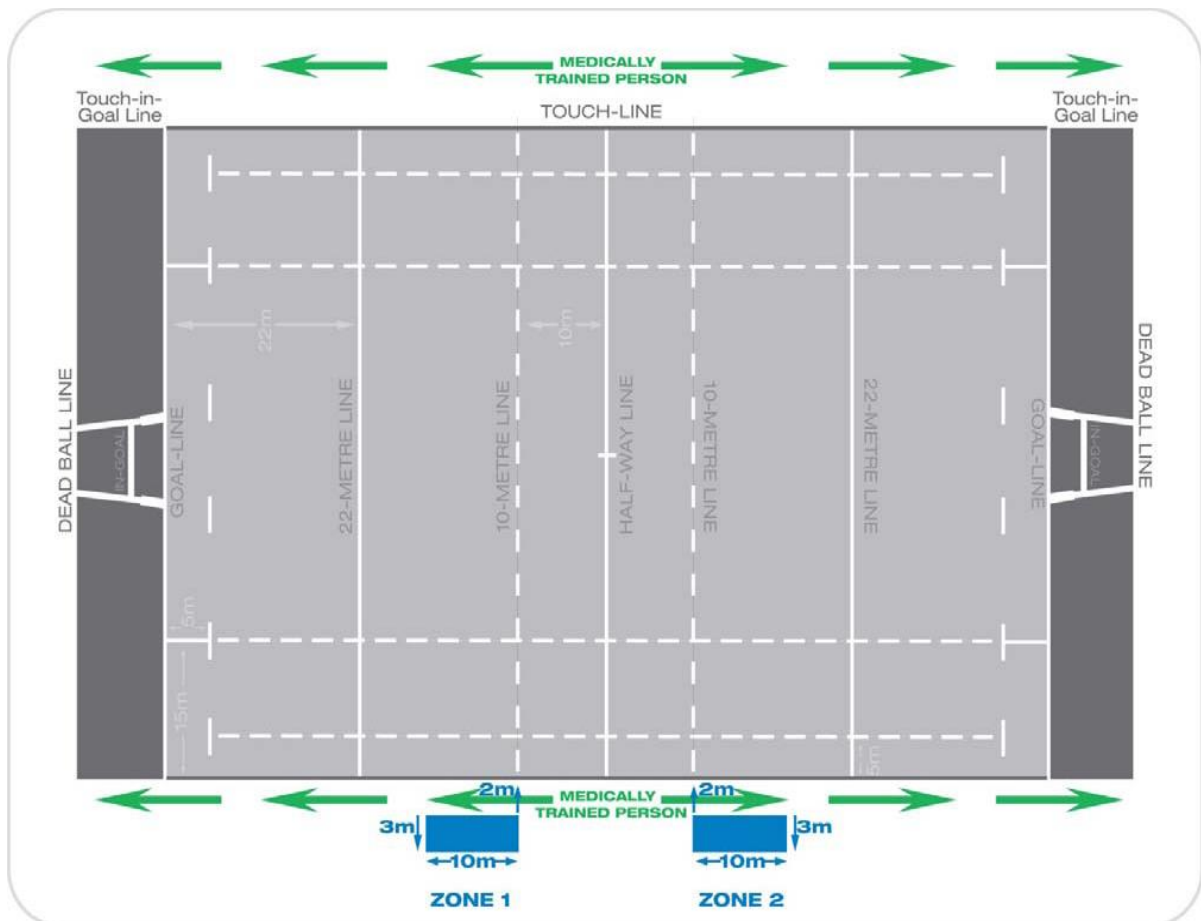 MEDICALLY
TRAINED PERSON
Touch-in-
Goal Line
TOUCH-LINE
Touch-in-
Goal Line
22m
10m
DEAD BALL LINE
IN-GOAL
GOAL-LINE
22-METRE LINE
10-METRE LINE
HALF-WAY LINE
10-METRE LINE
22-METRE LINE
GOAL-LINE
IN-GOAL
DEAD BALL LINE
5m
15m
5m
2m
MEDICALLY
TRAINED PERSON
2m
3m
3m
10m
10m
ZONE 1
ZONE 2